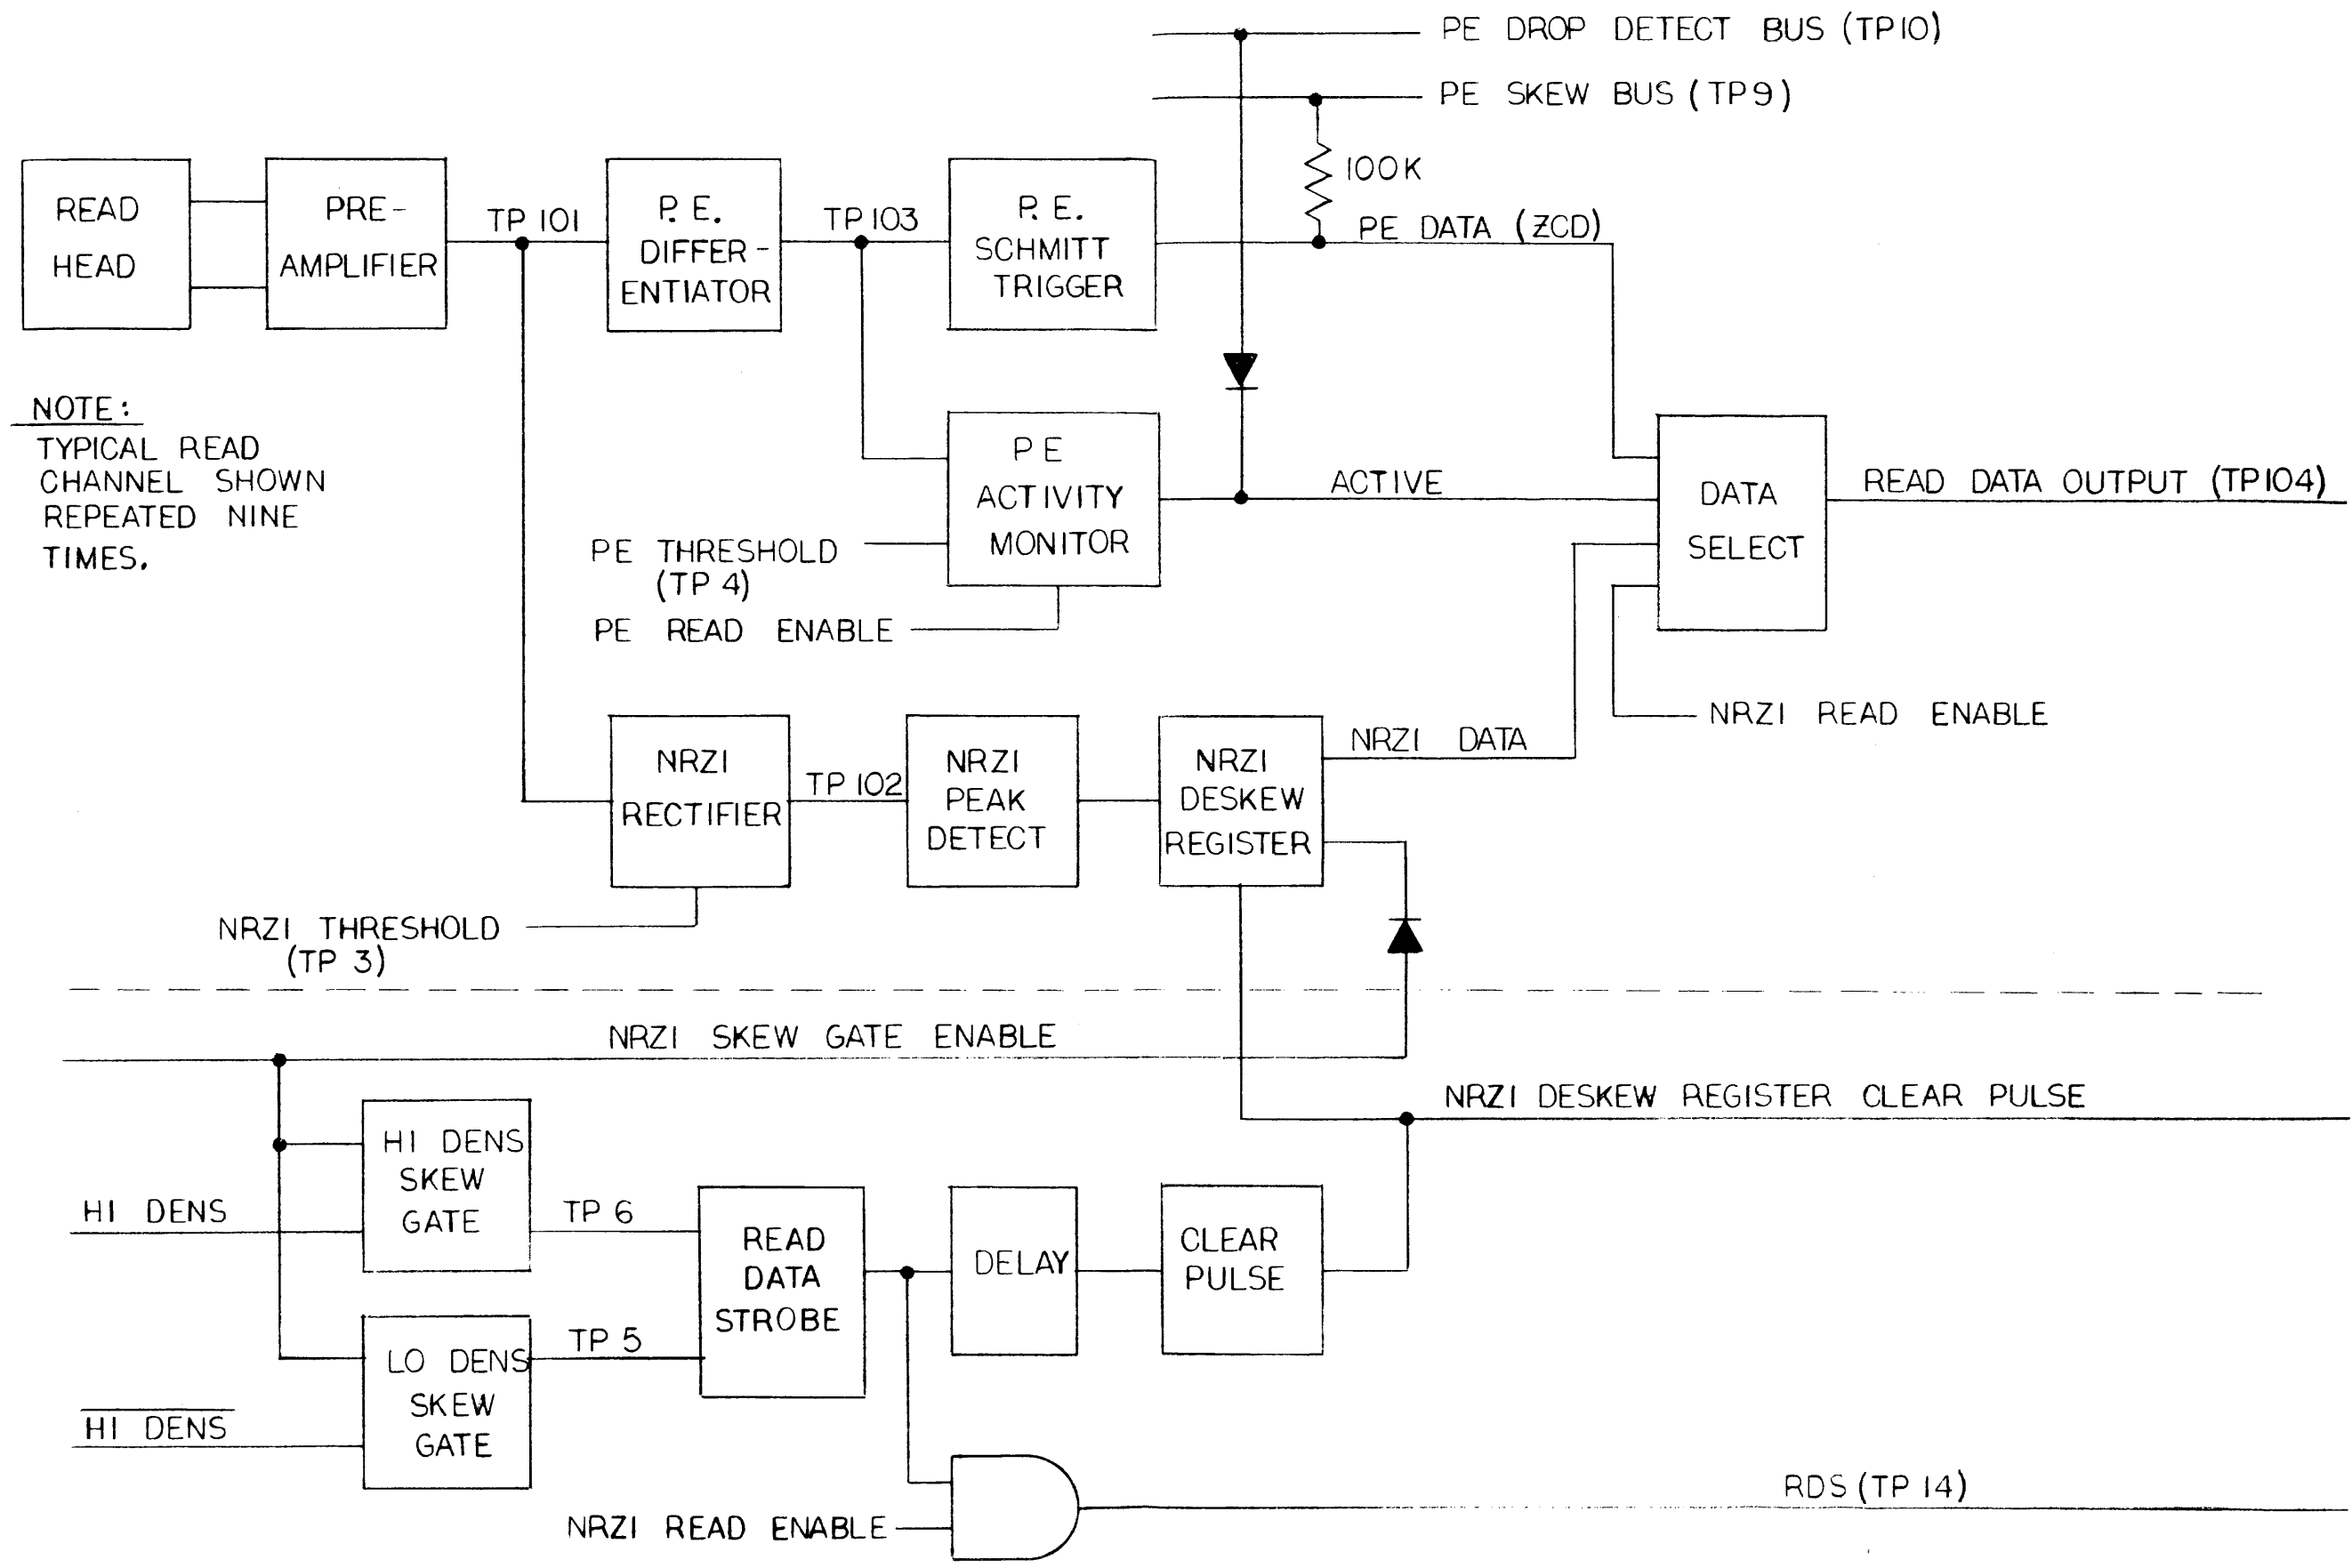 PE DROP DETECT BUS (TP10)
PE SKEW BUS (TP9)
100K
READ
HEAD
PRE-
AMPLIFIER
TP 101
P. E.
DIFFER-
ENTIATOR
TP 103
P. E.
SCHMITT
TRIGGER
PE DATA (ZCD)
NOTE:
TYPICAL READ
CHANNEL SHOWN
REPEATED NINE
TIMES.
PE
ACTIVITY
MONITOR
ACTIVE
DATA
SELECT
READ DATA OUTPUT (TP104)
PE THRESHOLD
(TP 4)
PE READ ENABLE
NRZI READ ENABLE
NRZI
RECTIFIER
TP 102
NRZI
PEAK
DETECT
NRZI
DESKEW
REGISTER
NRZI DATA
NRZI THRESHOLD
(TP 3)
NRZI SKEW GATE ENABLE
NRZI DESKEW REGISTER CLEAR PULSE
HI DENS
HI DENS
SKEW
GATE
TP 6
READ
DATA
STROBE
DELAY
CLEAR
PULSE
LO DENS
SKEW
GATE
TP 5
HI DENS
NRZI READ ENABLE
RDS (TP 14)